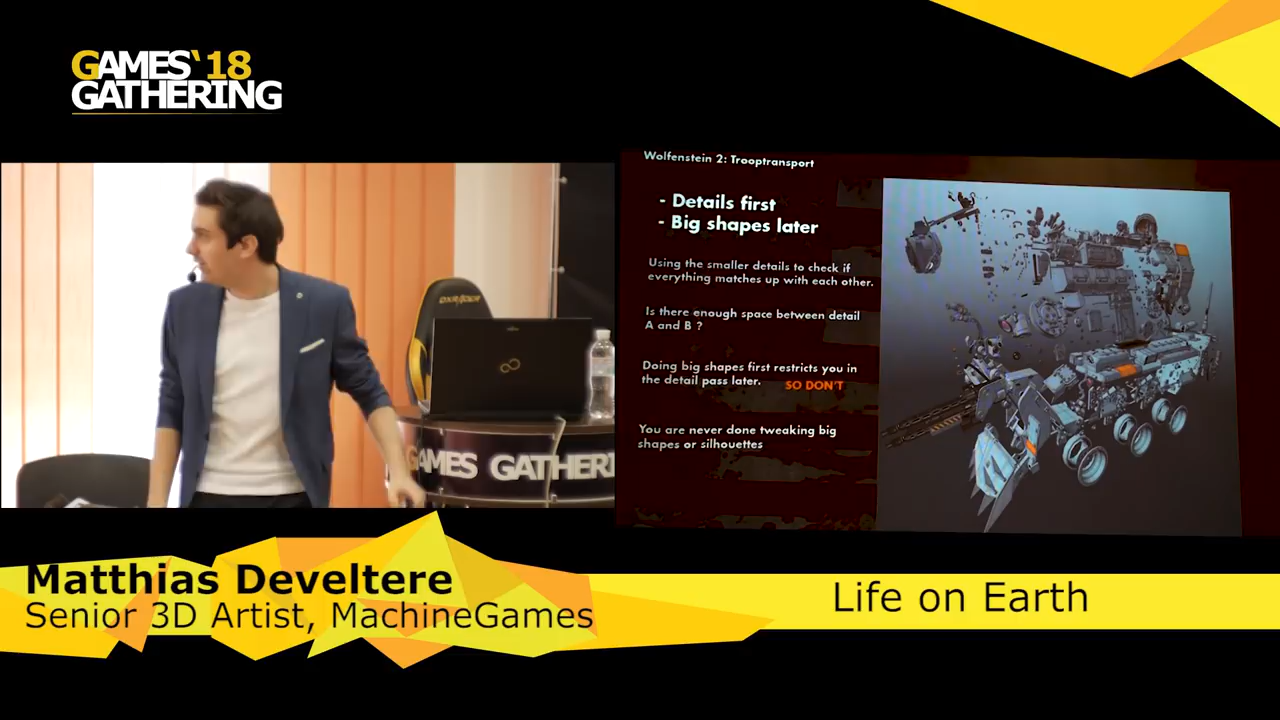 GAMES‘18
GATHERING
Wolfenstein 2: Trooptransport
- Details first
- Big shapes later
Using the smaller details to check if
everything matches up with each other.
Is there enough space between detail
A and B ?
Doing big shapes first restricts you in
the detail pass later. SO DON'T
You are never done tweaking big
shapes or silhouettes
DXRACER
GAMES GATHERI
Matthias Develtere
Senior 3D Artist, MachineGames
Life on Earth